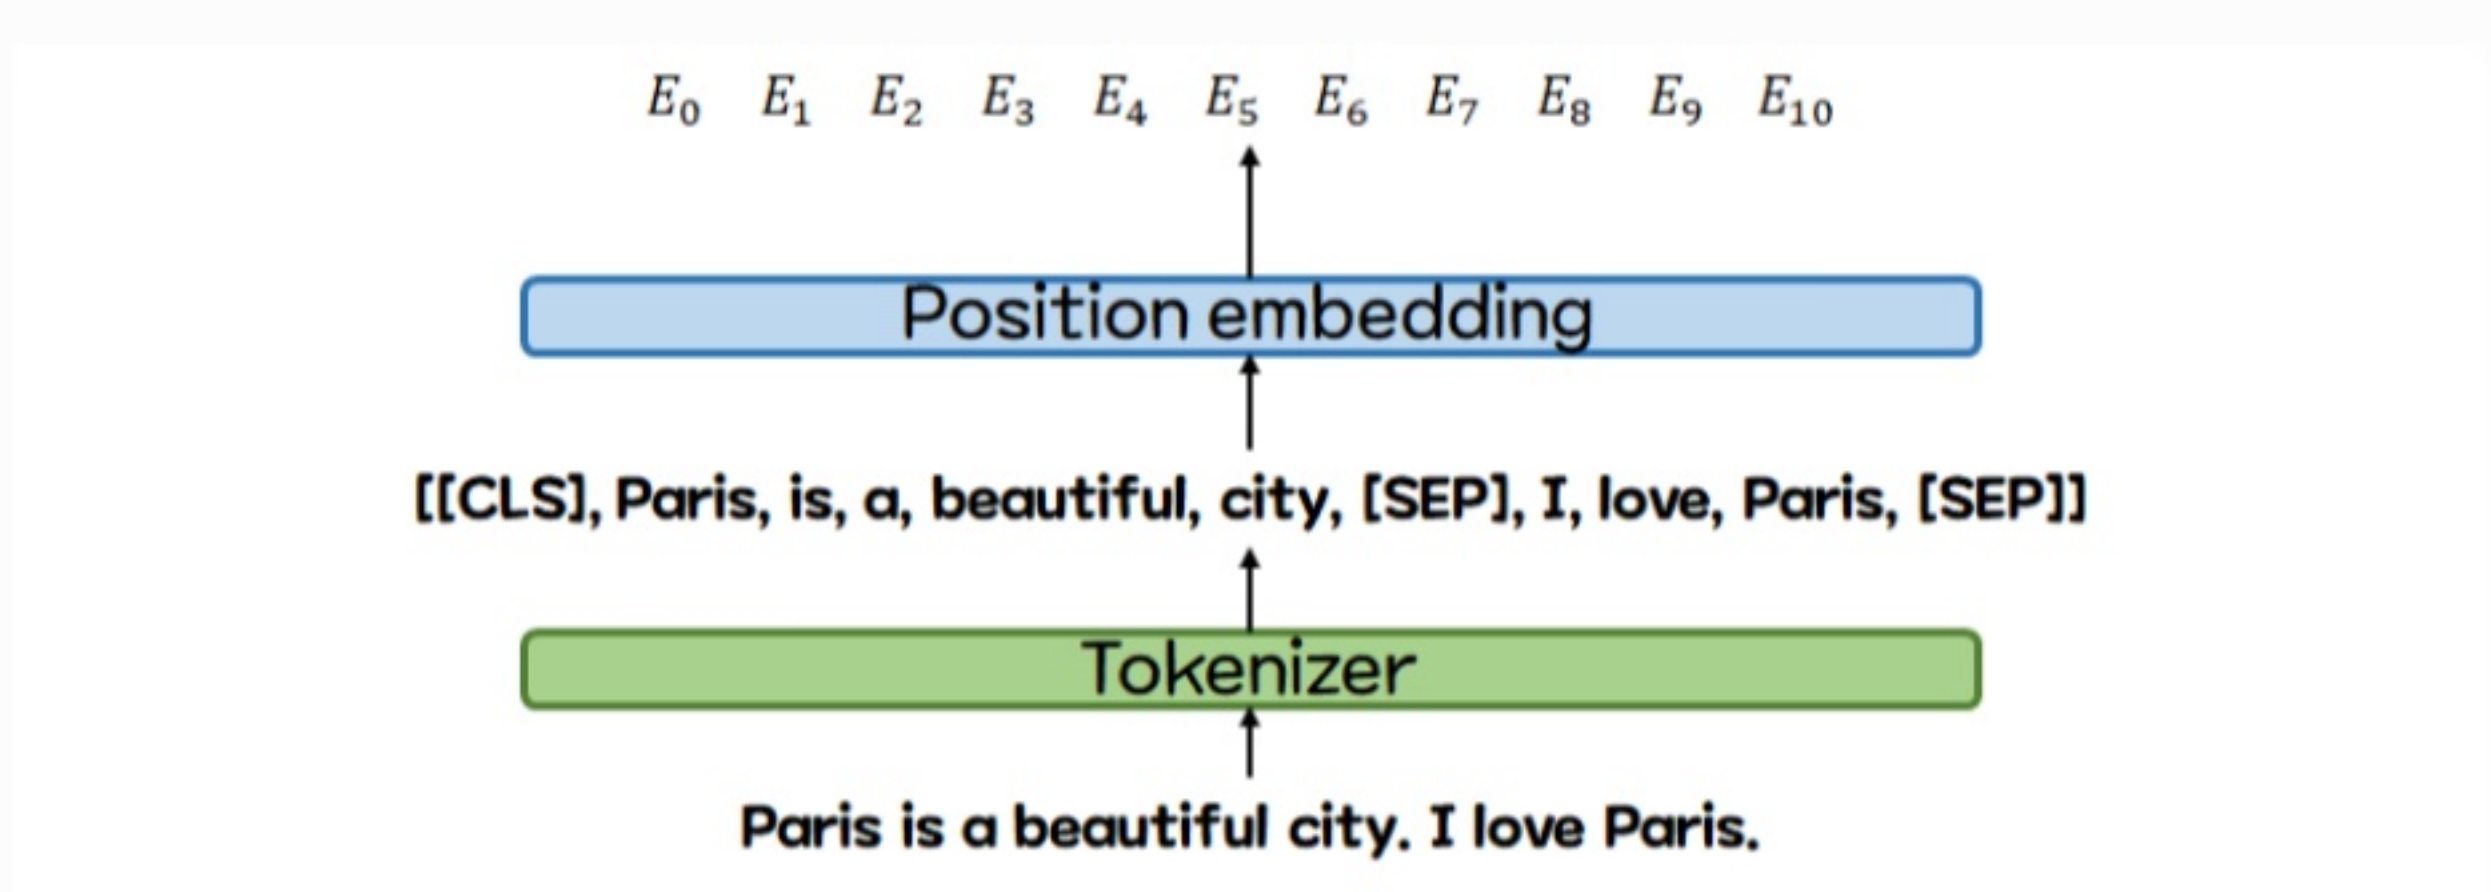 E0 E1 E2 E3 E4 E5 E6 E7 E8 E9 E10
Position embedding
[[CLS], Paris, is, a, beautiful, city, [SEP], I, love, Paris, [SEP]]
Tokenizer
Paris is a beautiful city. I love Paris.